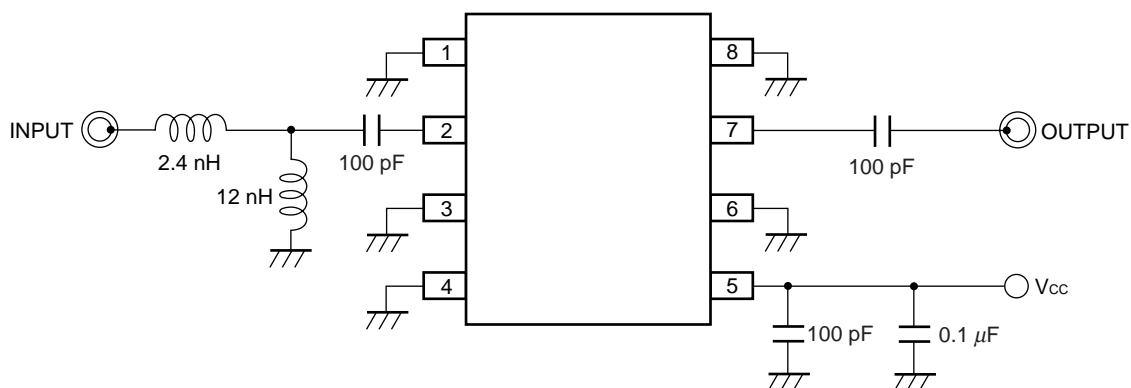 1
8
INPUT
2
7
OUTPUT
2.4 nH
100 pF
100 pF
12 nH
3
6
4
5
VCC
100 pF
0.1 μF